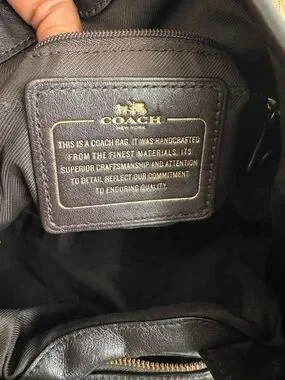 COACH
NEW YORK
THIS IS A COACH BAG. IT WAS HANDCRAFTED
FROM THE FINEST MATERIALS. ITS
SUPERIOR CRAFTSMANSHIP AND ATTENTION
TO DETAIL REFLECT OUR COMMITMENT
TO ENDURING QUALITY.